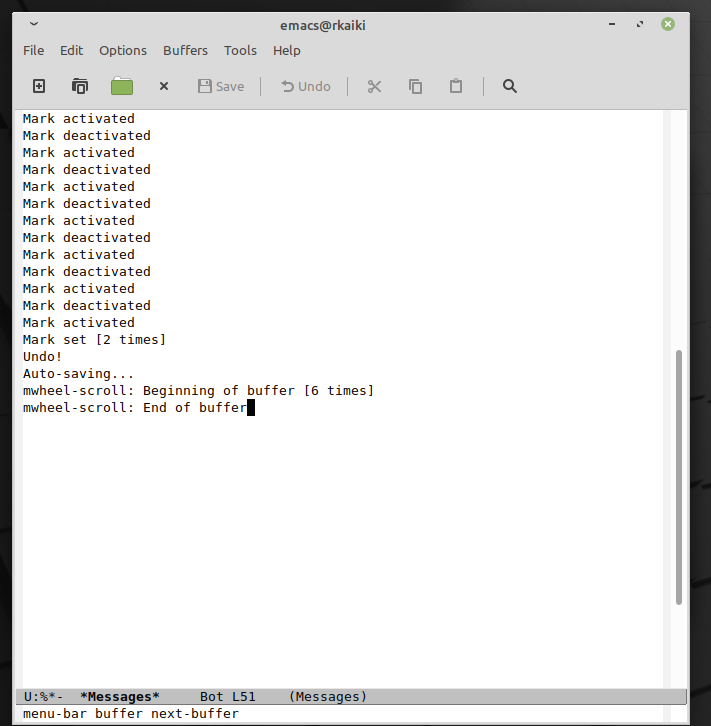 emacs@rkaiki
File Edit Options Buffers Tools Help
Save Undo
Mark activated
Mark deactivated
Mark activated
Mark deactivated
Mark activated
Mark deactivated
Mark activated
Mark deactivated
Mark activated
Mark deactivated
Mark activated
Mark deactivated
Mark activated
Mark set [2 times]
Undo!
Auto-saving...
mwheel-scroll: Beginning of buffer [6 times]
mwheel-scroll: End of buffer
U:%*-  *Messages*     Bot L51    (Messages)
menu-bar buffer next-buffer